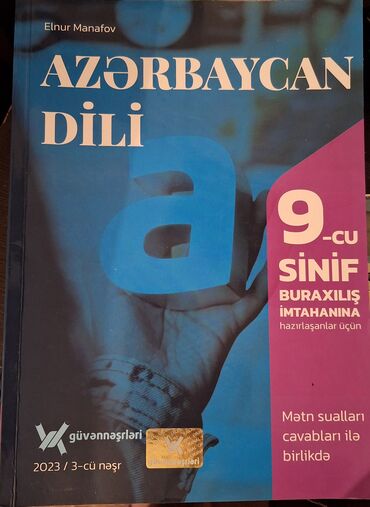 Elnur Manafov
AZƏRBAYCAN
DİLİ
a
9-CU
SİNİF
BURAXILIŞ
İMTAHANINA
hazırlaşanlar üçün
Mətn sualları
cavabları ilə
birlikdə
güvənnəşrləri
güvənnəşrləri
2023 / 3-cü nəşr